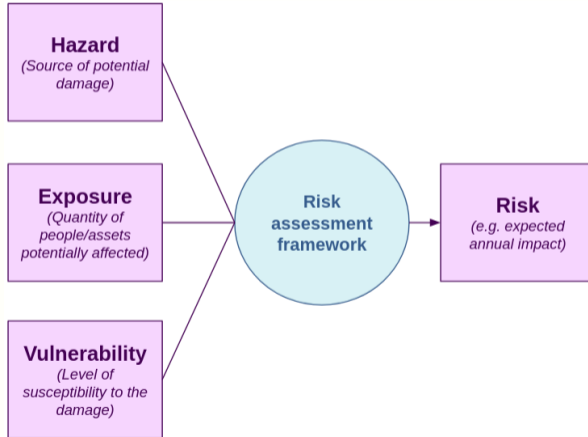 Hazard
(Source of potential
damage)
Exposure
(Quantity of
people/assets
potentially affected)
Vulnerability
(Level of
susceptibility to the
damage)
Risk
assessment
framework
Risk
(e.g. expected
annual impact)